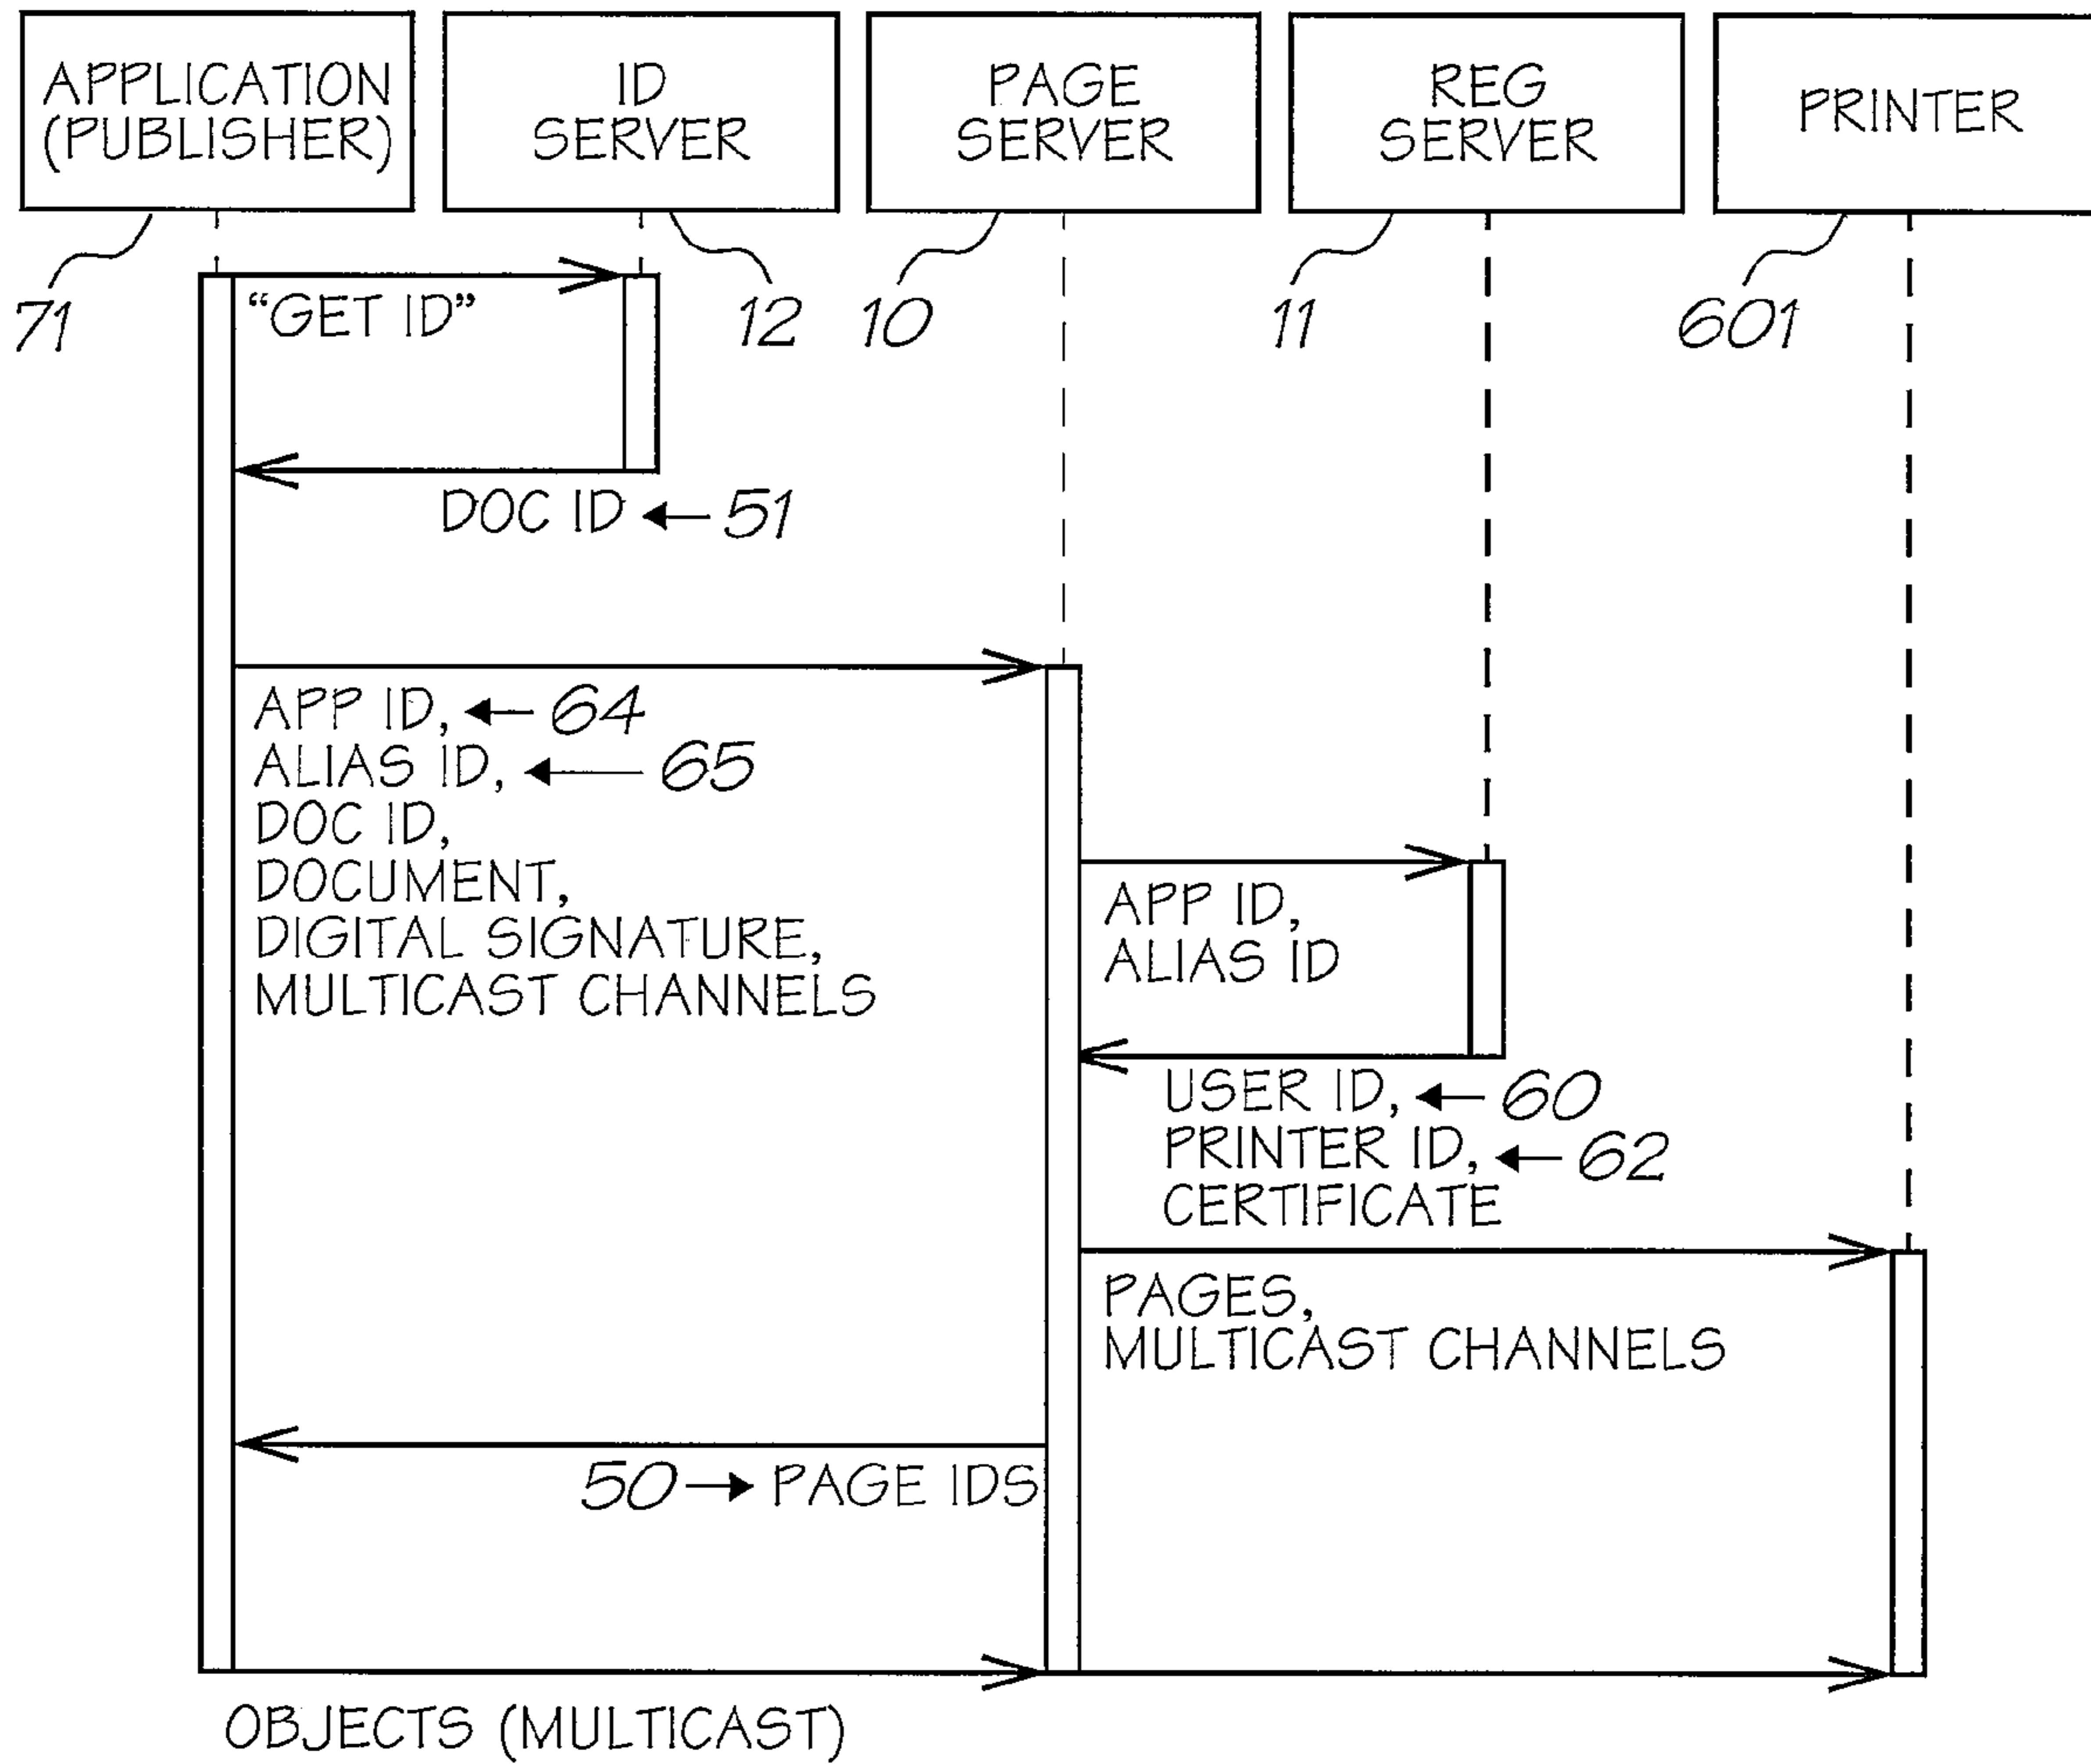 APPLICATION
(PUBLISHER)
ID
SERVER
PAGE
SERVER
REG
SERVER
PRINTER
71
12
10
11
601
“GET ID”
DOC ID 51
APP ID, 64
ALIAS ID, 65
DOC ID,
DOCUMENT,
DIGITAL SIGNATURE,
MULTICAST CHANNELS
APP ID,
ALIAS ID
USER ID, 60
PRINTER ID, 62
CERTIFICATE
PAGES,
MULTICAST CHANNELS
50 PAGE IDS
OBJECTS (MULTICAST)